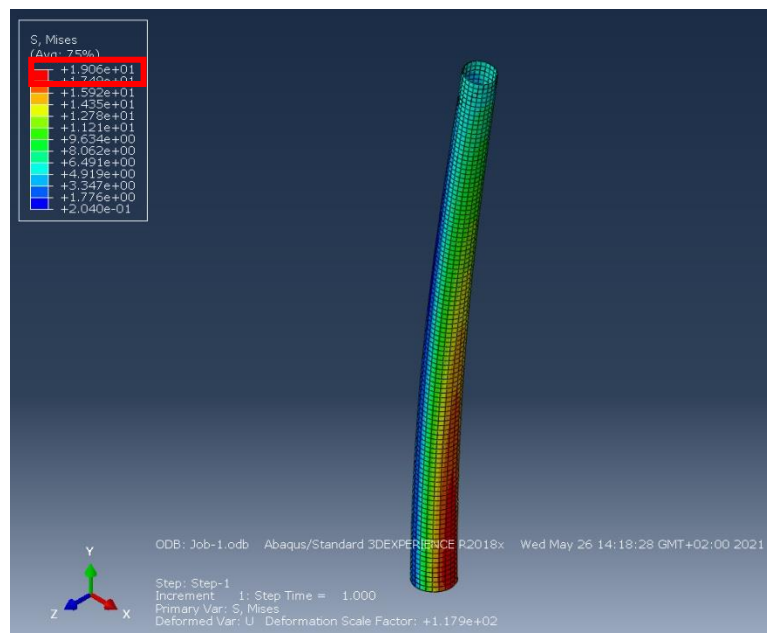 S, Mises
(Avg: 75%)
+1.906e+01
+1.749e+01
+1.592e+01
+1.435e+01
+1.278e+01
+1.121e+01
+9.634e+00
+8.062e+00
+6.491e+00
+4.919e+00
+3.347e+00
+1.776e+00
+2.040e-01
Y
Z
X
ODB: Job-1.odb Abaqus/Standard 3DEXPERIENCE R2018x Wed May 26 14:18:28 GMT+02:00 2021
Step: Step-1
Increment 1: Step Time = 1.000
Primary Var: S, Mises
Deformed Var: U Deformation Scale Factor: +1.179e+02